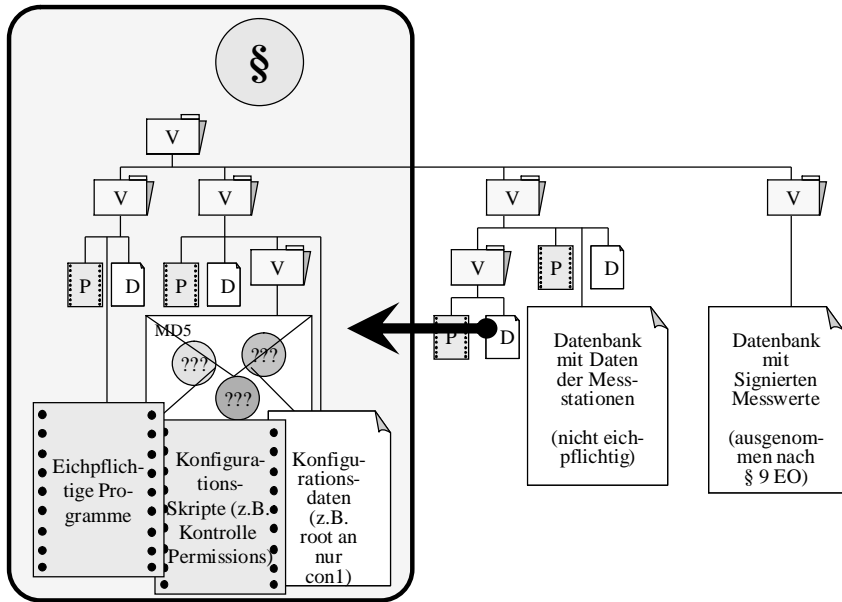 §
V
V
V
V
V
P
D
P
D
V
V
P
D
P
D
MD5
???
???
???
Eichpflich-
tige Pro-
gramme
Konfigura-
tions-
Skripte (z.B.
Kontrolle
Permissions)
Konfigu-
rations-
daten
(z.B.
root an
nur
con1)
Datenbank
mit Daten
der Mess-
stationen
(nicht eich-
pflichtig)
Datenbank
mit
Signierten
Messwerte
(ausgenom-
men nach
§ 9 EO)